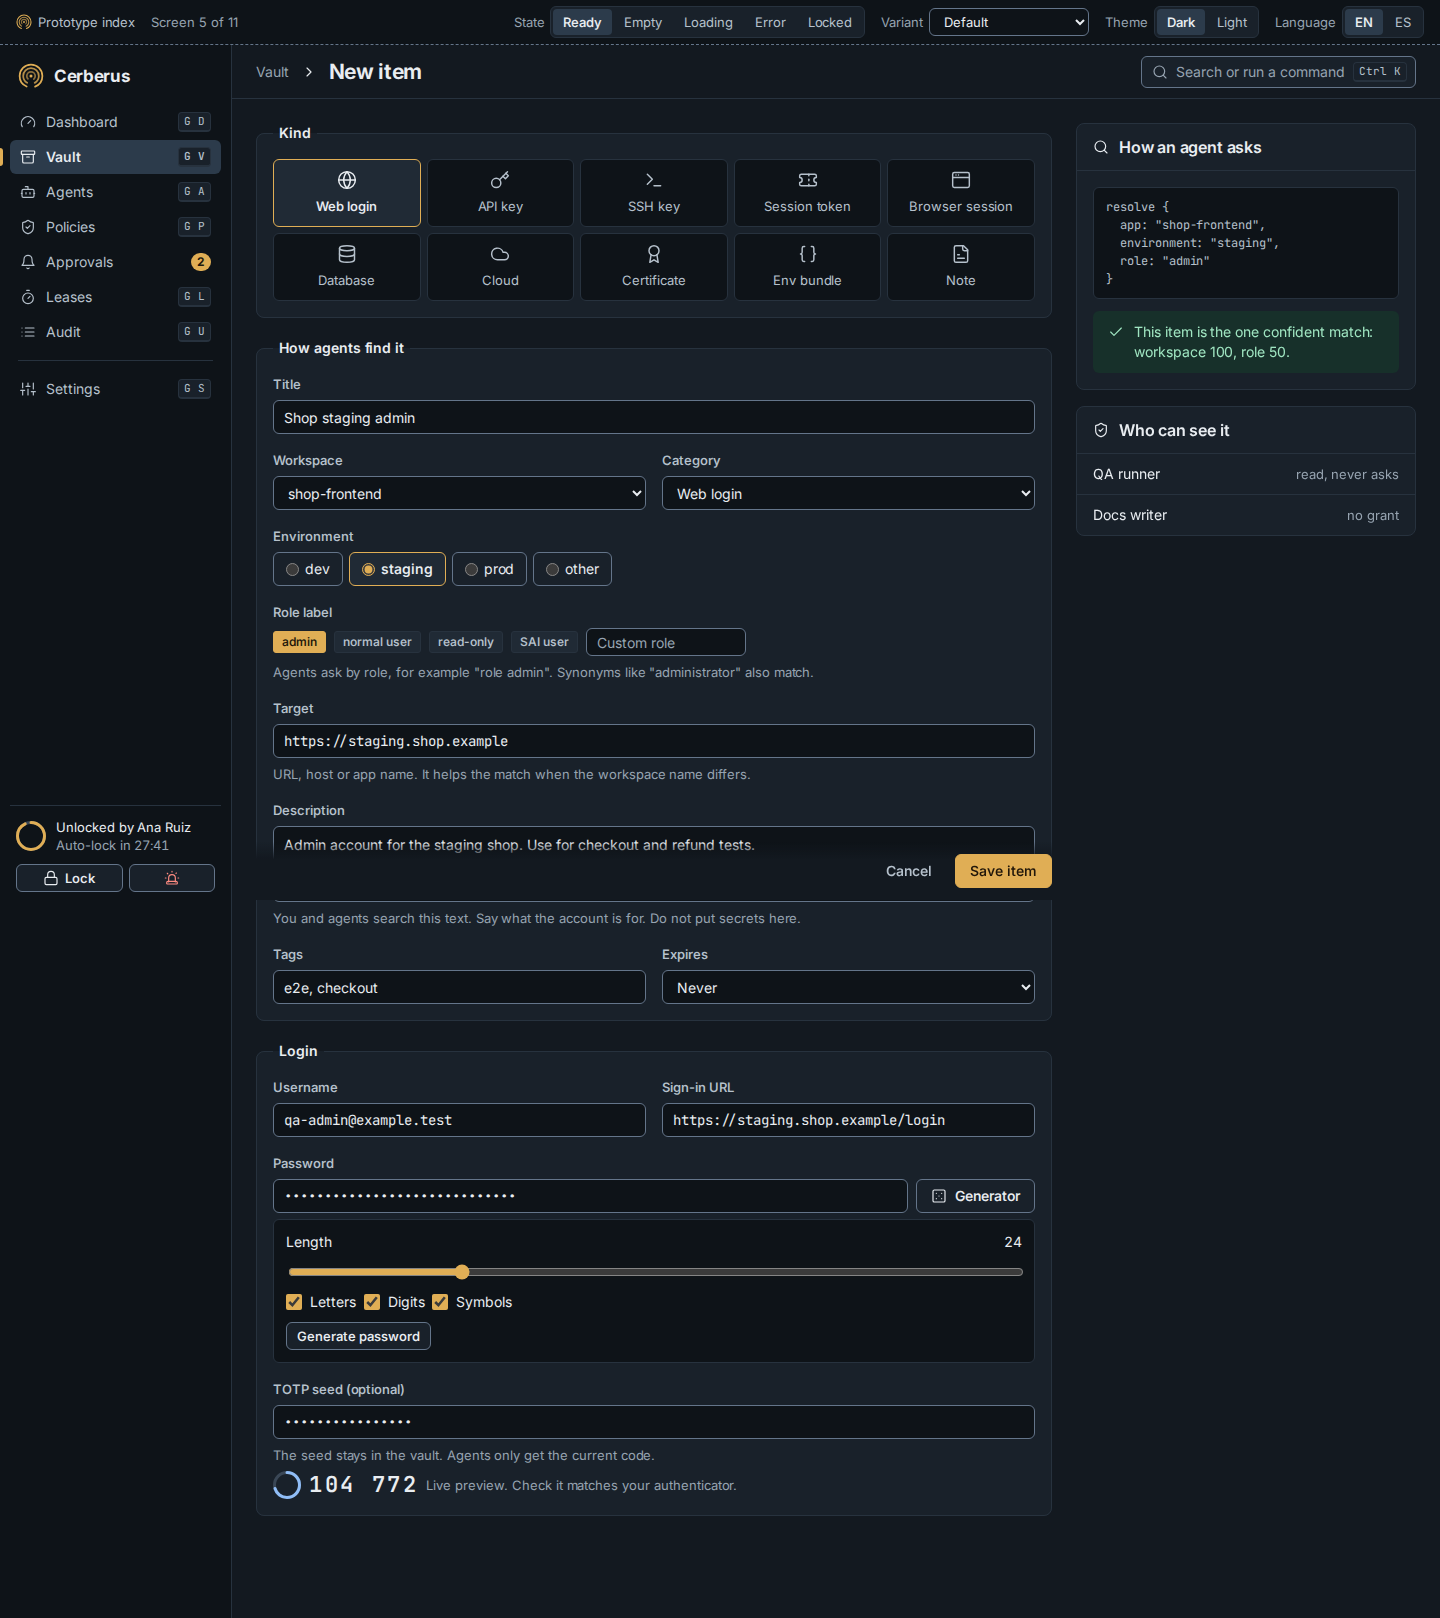 Prototype index
Screen 5 of 11
State
Ready
Empty
Loading
Error
Locked
Variant
Default
Theme
Dark
Light
Language
EN
ES
Cerberus
Dashboard
G D
Vault
G V
Agents
G A
Policies
G P
Approvals
2
Leases
G L
Audit
G U
Settings
G S
Unlocked by Ana Ruiz
Auto-lock in 27:41
Lock
Vault
New item
Search or run a command
Ctrl K
Kind
Web login
API key
SSH key
Session token
Browser session
Database
Cloud
Certificate
Env bundle
Note
How agents find it
Title
Shop staging admin
Workspace
Category
shop-frontend
Web login
Environment
dev
staging
prod
other
Role label
admin
normal user
read-only
SAI user
Custom role
Agents ask by role, for example "role admin". Synonyms like "administrator" also match.
Target
https://staging.shop.example
URL, host or app name. It helps the match when the workspace name differs.
Description
Admin account for the staging shop. Use for checkout and refund tests.
Cancel
Save item
You and agents search this text. Say what the account is for. Do not put secrets here.
Tags
Expires
e2e, checkout
Never
Login
Username
Sign-in URL
qa-admin@example.test
https://staging.shop.example/login
Password
•••••••••••••••••••••••••••••
Generator
Length
24
Letters
Digits
Symbols
Generate password
TOTP seed (optional)
••••••••••••••••
The seed stays in the vault. Agents only get the current code.
104 772
Live preview. Check it matches your authenticator.
How an agent asks
resolve {
app: "shop-frontend",
environment: "staging",
role: "admin"
}
This item is the one confident match:
workspace 100, role 50.
Who can see it
QA runner
read, never asks
Docs writer
no grant